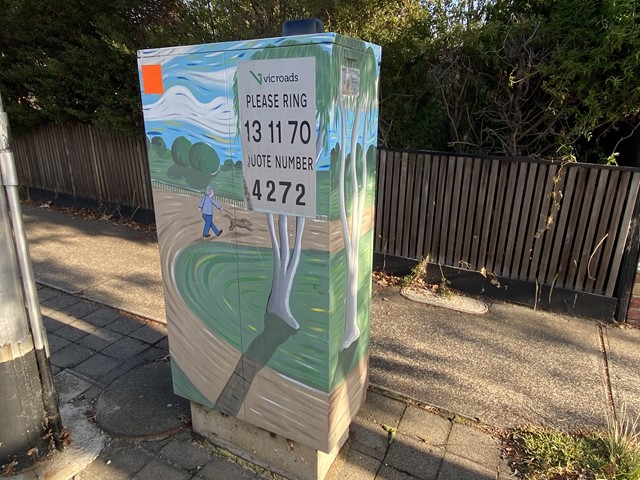 vicroads
PLEASE RING
13 11 70
QUOTE NUMBER
4272